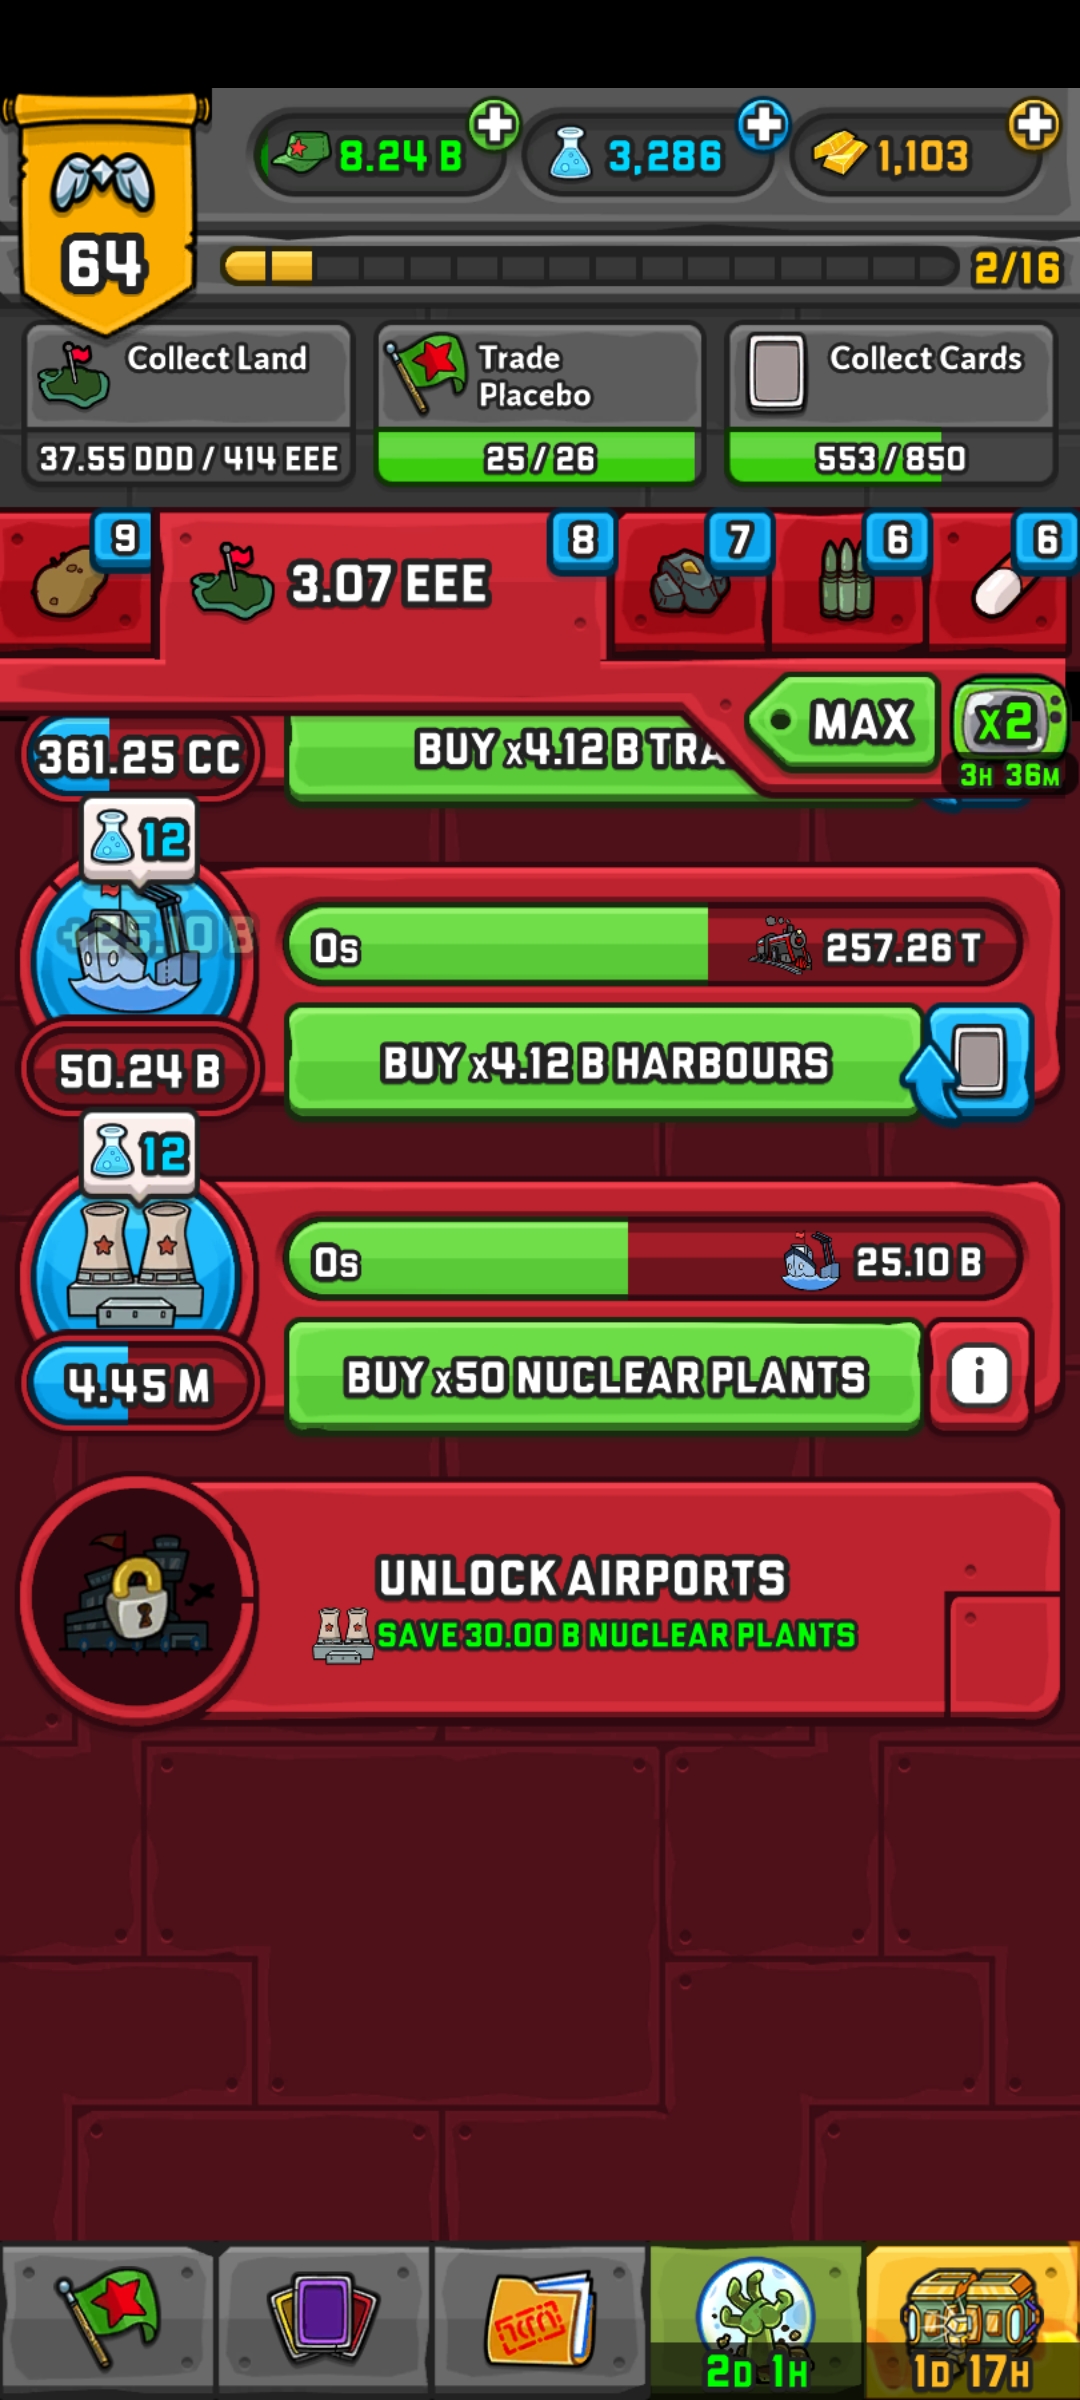 64
8.24 B
3,286
1,103
2/16
Collect Land
37.55 DDD / 414 EEE
Trade
Placebo
25 / 26
Collect Cards
553 / 850
9
3.07 EEE
8
7
6
6
MAX
x2
3H 36M
361.25 CC
BUY x4.12 B TRA
12
+25.10 B
0s
257.26 T
50.24 B
BUY x4.12 B HARBOURS
12
0s
25.10 B
4.45 M
BUY x50 NUCLEAR PLANTS
i
UNLOCK AIRPORTS
SAVE 30.00 B NUCLEAR PLANTS
2D 1H
1D 17H